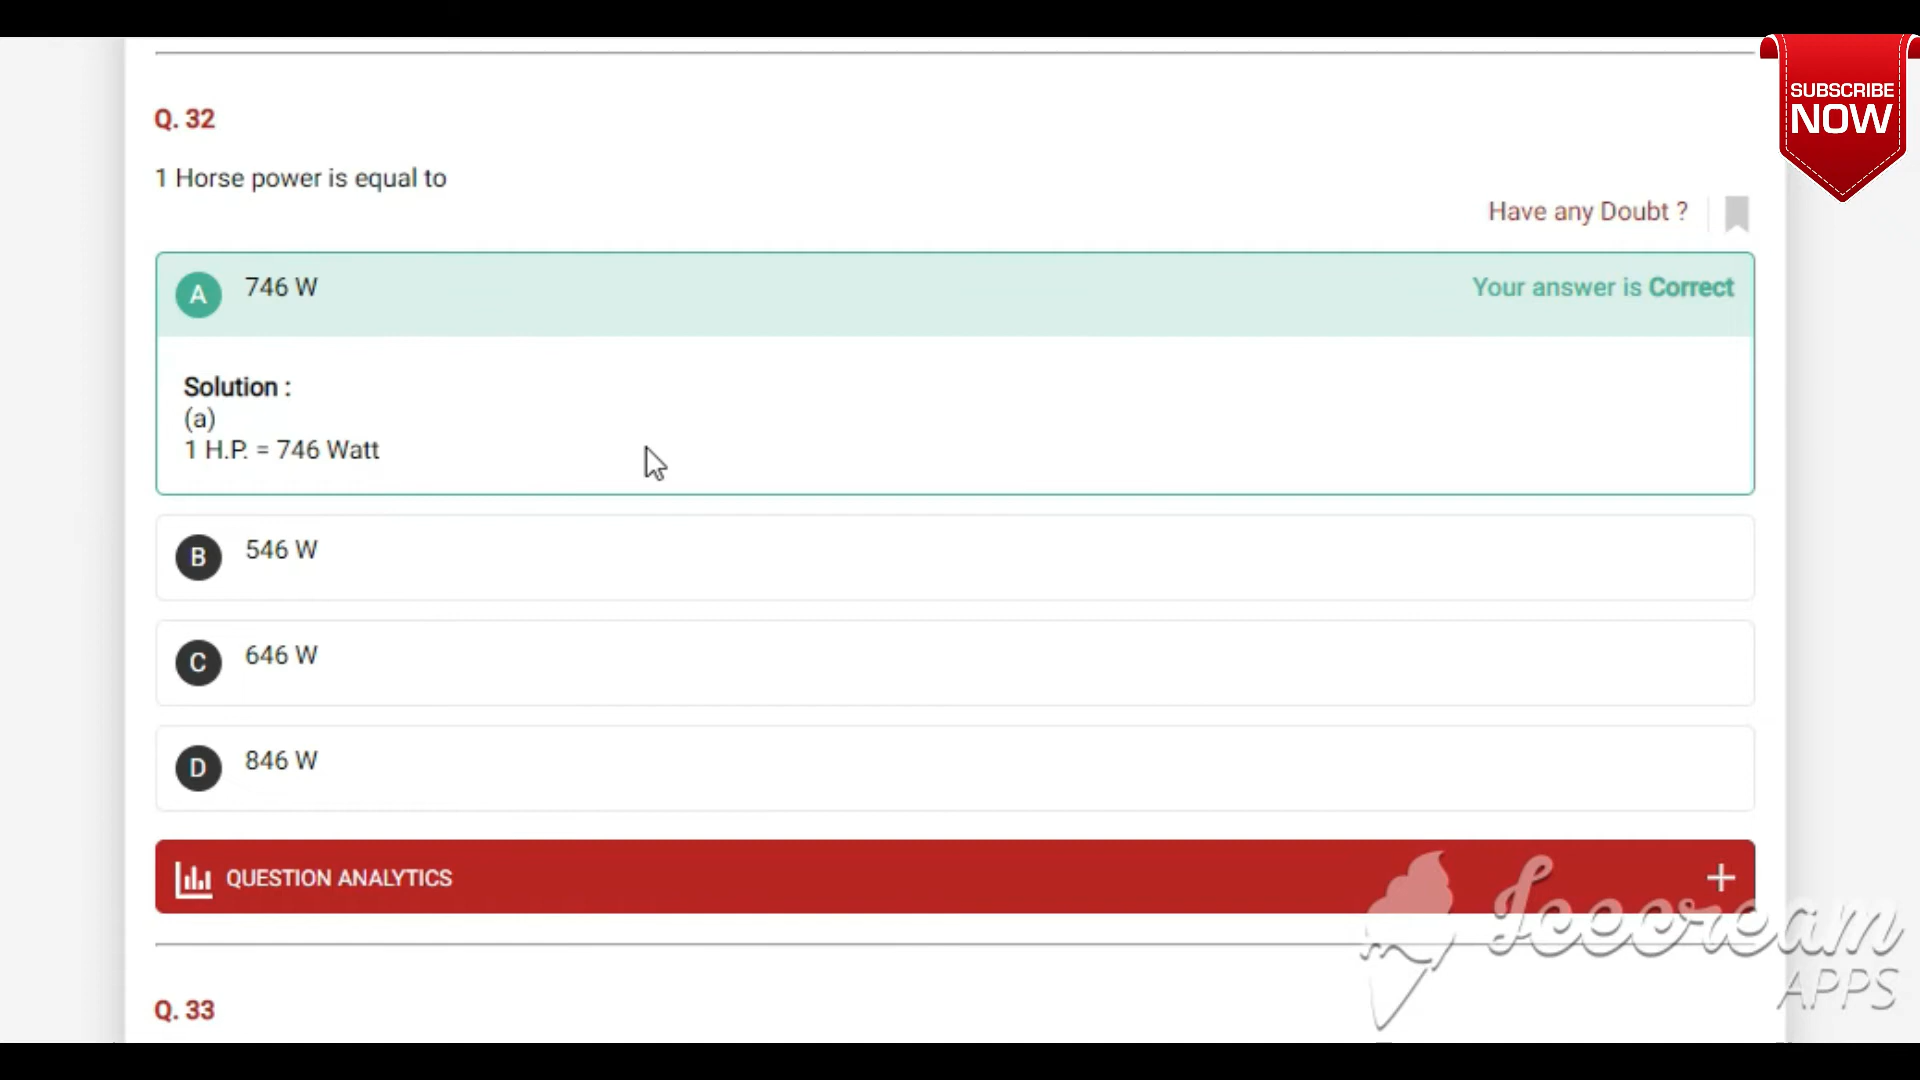 SUBSCRIBE
NOW
Q. 32
1 Horse power is equal to
Have any Doubt ?
A 746 W
Your answer is Correct
Solution :
(a)
1 H.P. = 746 Watt
B 546 W
C 646 W
D 846 W
QUESTION ANALYTICS +
Icecream
APPS
Q. 33